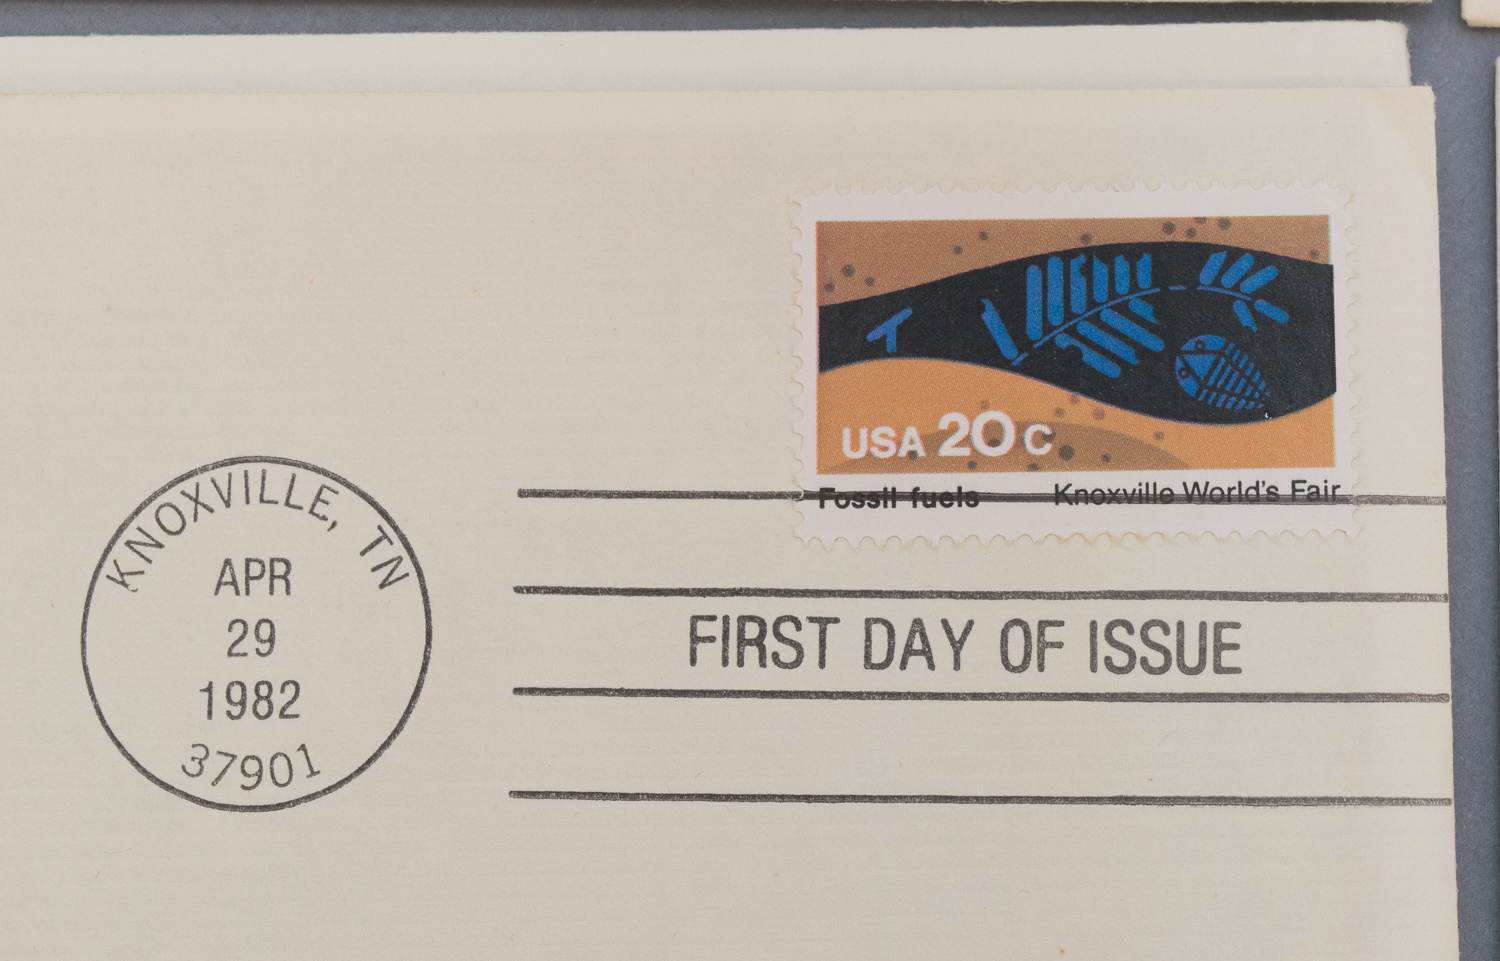 USA 20c
Fossil fuels Knoxville World's Fair
KNOXVILLE, TN
APR
29
1982
37901
FIRST DAY OF ISSUE